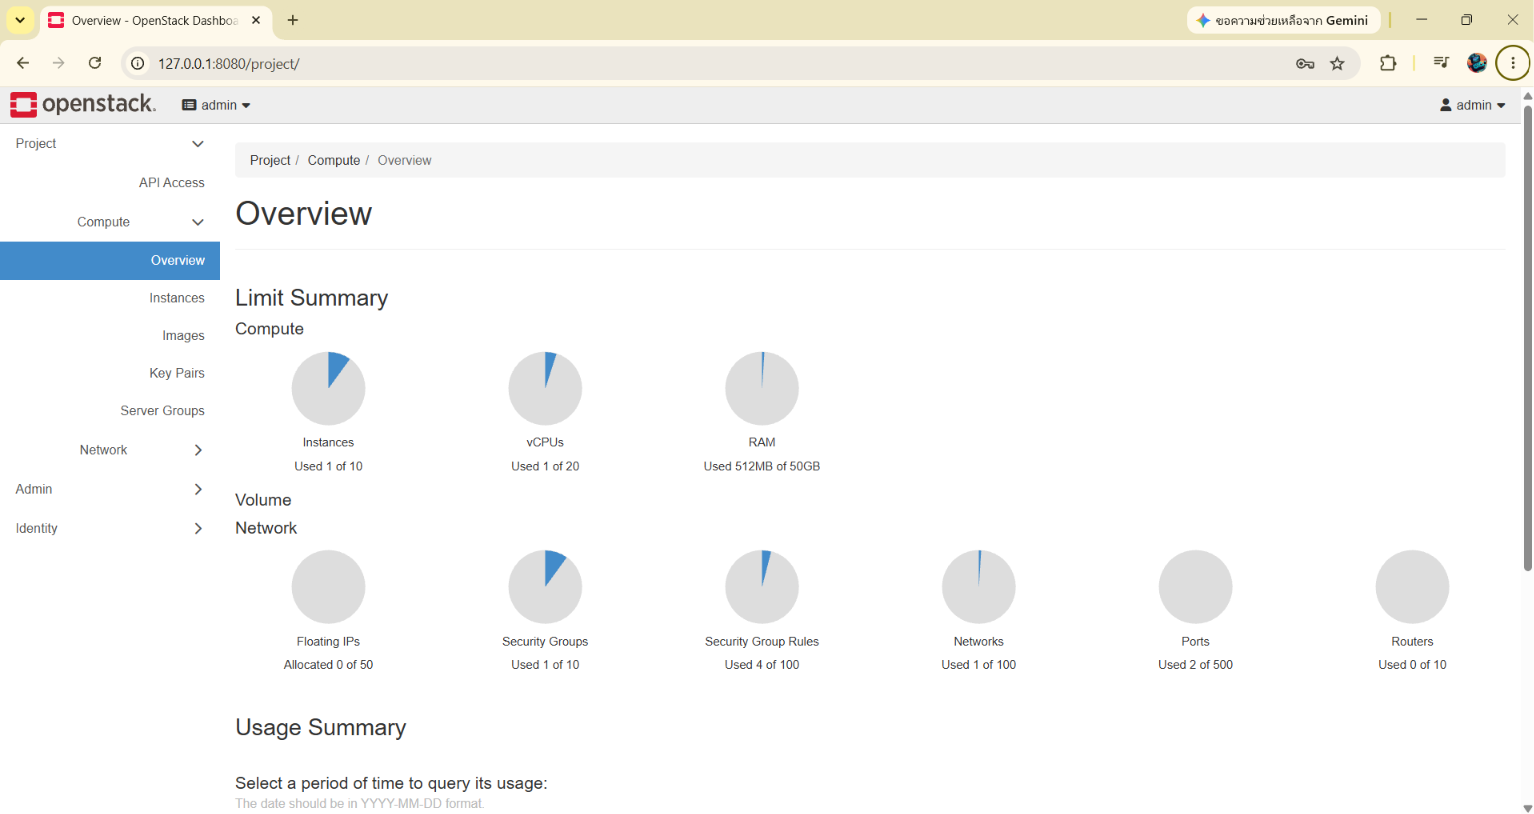 Overview - OpenStack Dashboa
ขอความช่วยเหลือจาก Gemini
127.0.0.1:8080/project/
openstack. admin
admin
Project
API Access
Compute
Overview
Instances
Images
Key Pairs
Server Groups
Network
Admin
Identity
Project / Compute / Overview
Overview
Limit Summary
Compute
Instances
Used 1 of 10
vCPUs
Used 1 of 20
RAM
Used 512MB of 50GB
Volume
Network
Floating IPs
Allocated 0 of 50
Security Groups
Used 1 of 10
Security Group Rules
Used 4 of 100
Networks
Used 1 of 100
Ports
Used 2 of 500
Routers
Used 0 of 10
Usage Summary
Select a period of time to query its usage:
The date should be in YYYY-MM-DD format.